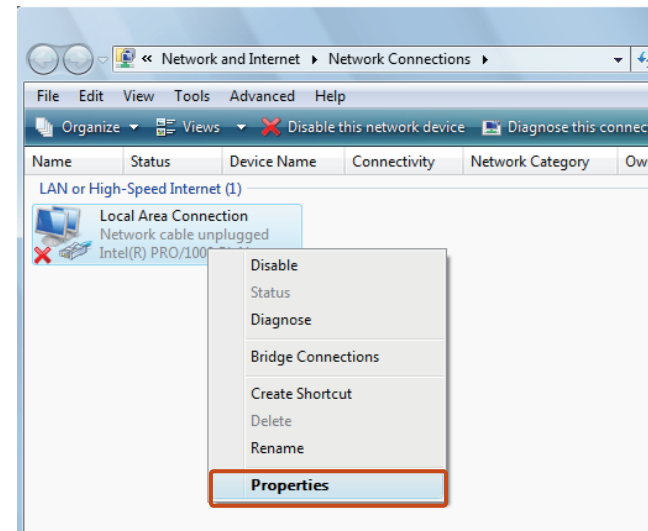 « Network and Internet Network Connections
File Edit View Tools Advanced Help
Organize Views Disable this network device Diagnose this connec
Name Status Device Name Connectivity Network Category Ow
LAN or High-Speed Internet (1)
Local Area Connection
Network cable unplugged
Intel(R) PRO/1000
Disable
Status
Diagnose
Bridge Connections
Create Shortcut
Delete
Rename
Properties